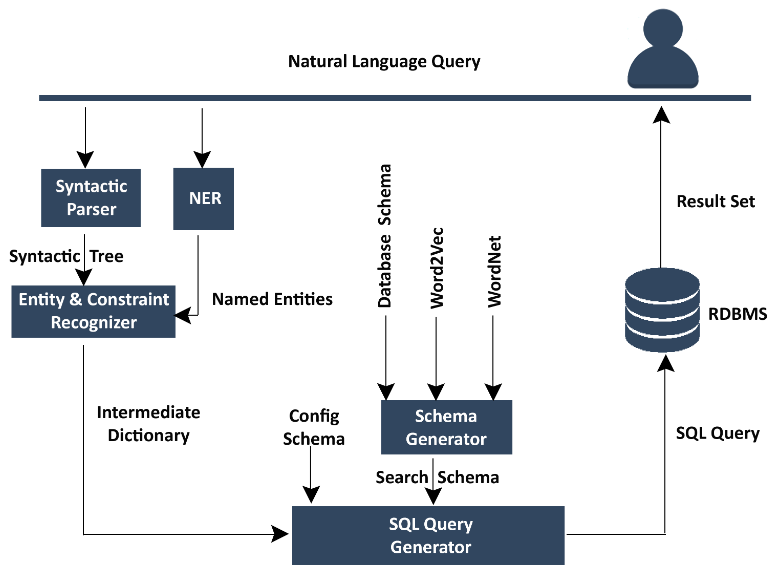 Natural Language Query
Syntactic
Parser
NER
Syntactic Tree
Entity & Constraint
Recognizer
Named Entities
Database Schema
Word2Vec
WordNet
Result Set
RDBMS
Intermediate
Dictionary
Config
Schema
Schema
Generator
SQL Query
Search Schema
SQL Query
Generator